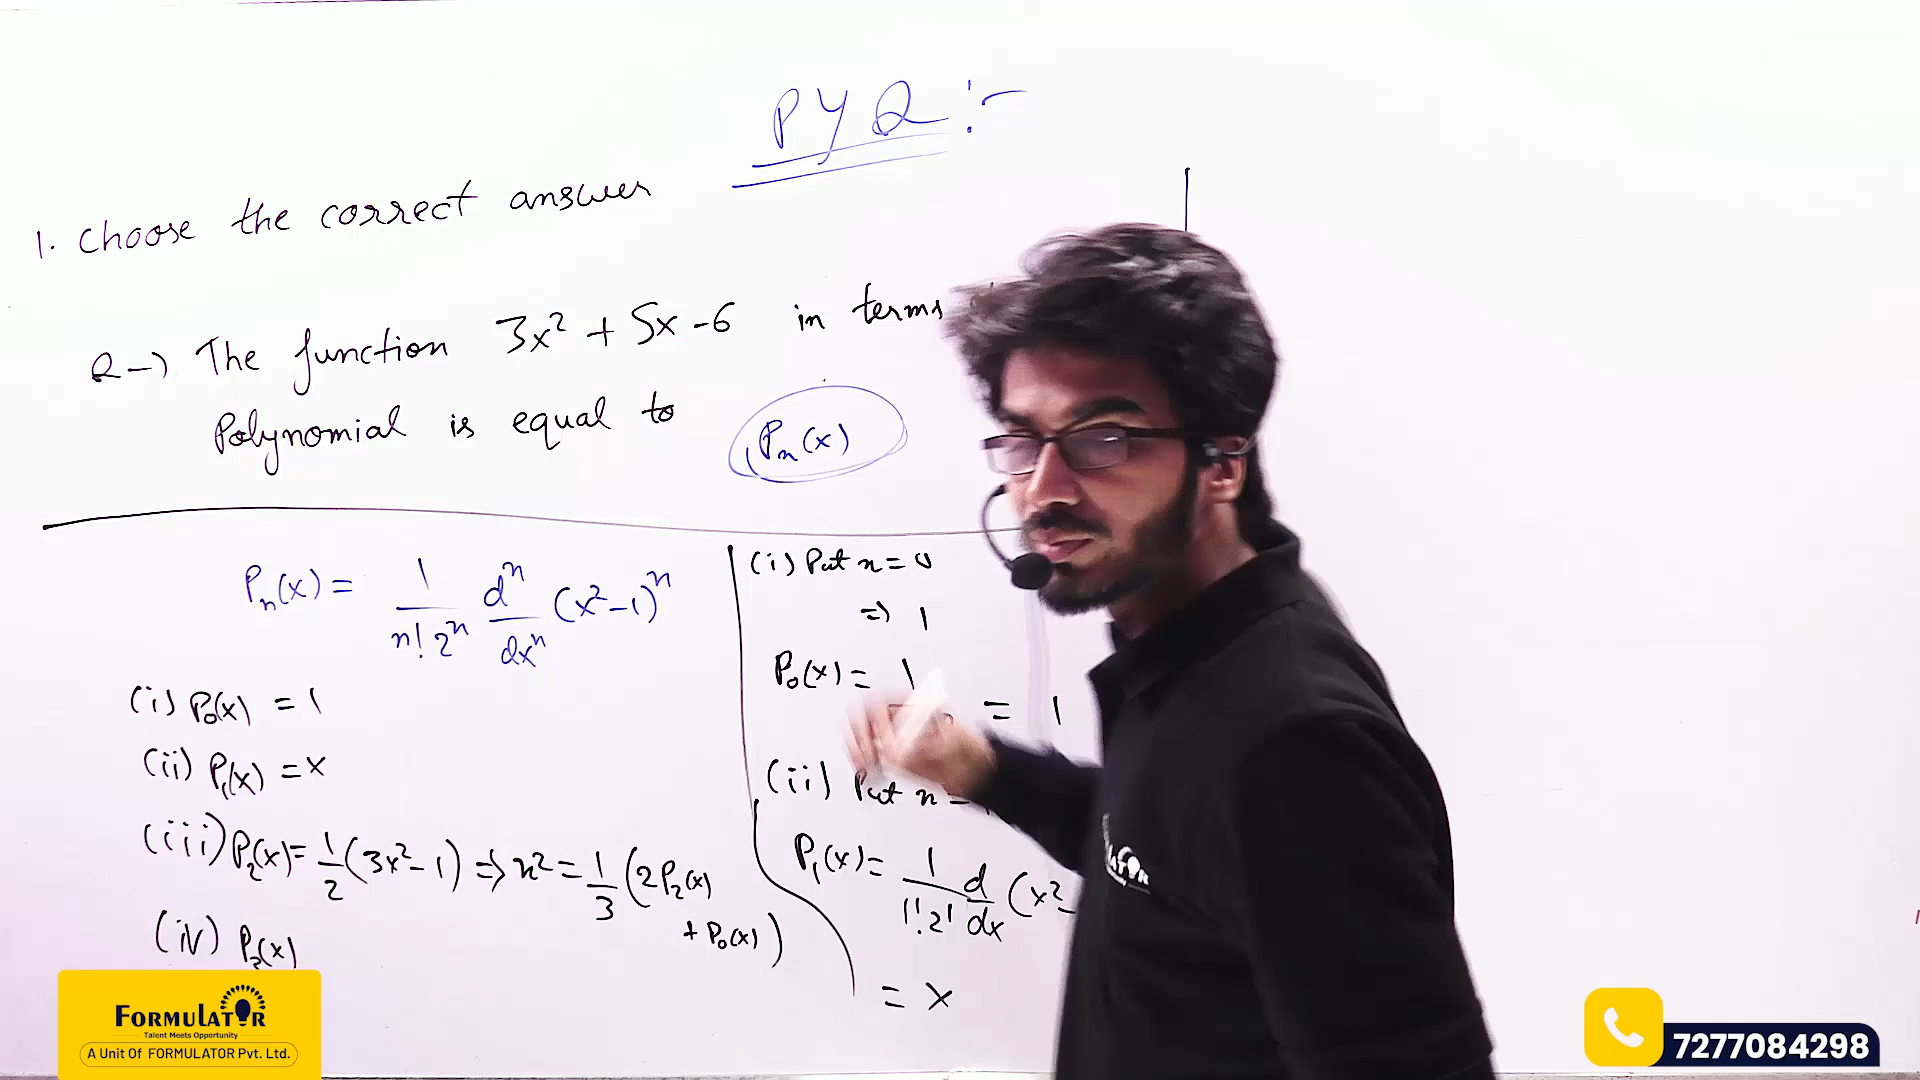 PYQ:-
1. Choose the correct answer
Q→ The function 3x² + 5x - 6 in terms
Polynomial is equal to Pₙ(x)
Pₙ(x) = 1/(n! 2ⁿ) dⁿ/dxⁿ (x²-1)ⁿ
(i) P₀(x) = 1
(ii) P₁(x) = x
(iii) P₂(x) = 1/2 (3x²-1) ⇒ x² = 1/3 (2P₂(x)
+ P₀(x))
(iv) P₃(x)
(i) Put n = 0
⇒ 1
P₀(x) = 1
= 1
(ii) Put n =
P₁(x) = 1/(1! 2¹) d/dx (x²-
= x
FORMULATOR
Talent Meets Opportunity
A Unit Of FORMULATOR Pvt. Ltd.
7277084298